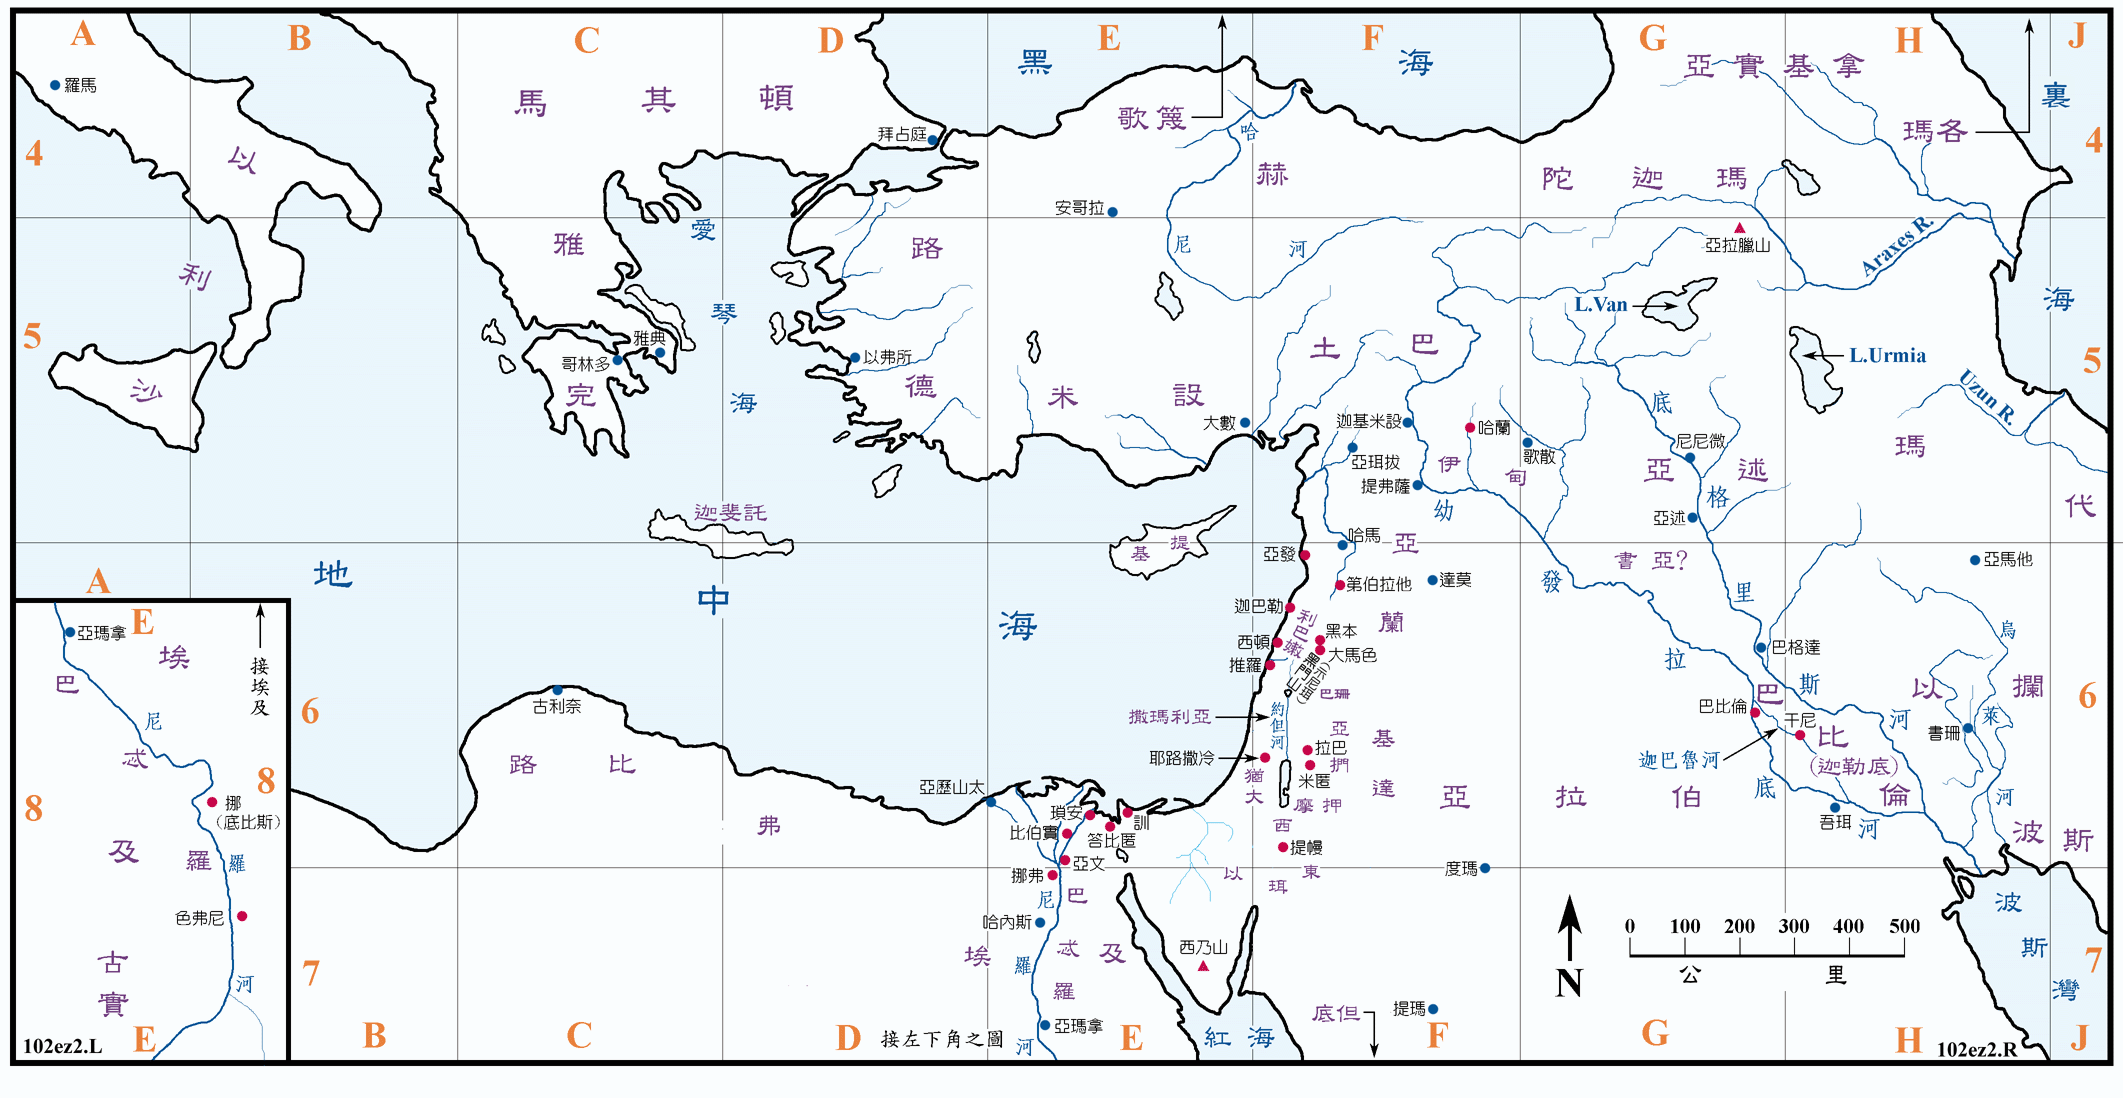 A B C D E F G H J
4 4
5 5
6 6
7 7
8 8
A
E
E
B C D E F G H J
黑海
裏海
愛琴海
地中海
紅海
波斯灣
羅馬
以利
沙
馬其頓
拜占庭
歌篾
亞實基拿
瑪各
哈尼河
赫
陀迦瑪
安哥拉
雅完
路德
亞拉臘山
Araxes R.
L.Van
L.Urmia
Uzun R.
雅典
哥林多
以弗所
土巴
米設
大數
迦基米設
哈蘭
歌散
尼尼微
亞珥拔
提弗薩
伊甸
亞述
亞述
瑪代
迦斐託
基提
哈馬
亞發
第伯拉他
達莫
書亞?
亞馬他
亞蘭
迦巴勒
利巴嫩
西頓
推羅
黑本
大馬色
黑門山
(示尼珥)
巴珊
撒瑪利亞
約但河
耶路撒冷
拉巴
米匿
亞捫
猶大
摩押
西珥
提幔
以東
幼發拉底河
底格里斯河
巴格達
巴比倫
巴比倫
干尼
迦巴魯河
(迦勒底)
吾珥
烏萊河
以攔
書珊
波斯
基達
亞拉伯
度瑪
提瑪
底但
古利奈
路比
弗
亞歷山太
瑣安
比伯實
答比匿
訓
亞文
挪弗
哈內斯
尼羅河
埃及
巴忒羅
亞瑪拿
西乃山
接左下角之圖
N
0 100 200 300 400 500
公里
亞瑪拿
埃及
接埃及
巴忒羅
尼羅河
挪
(底比斯)
色弗尼
古實
102ez2.L
102ez2.R